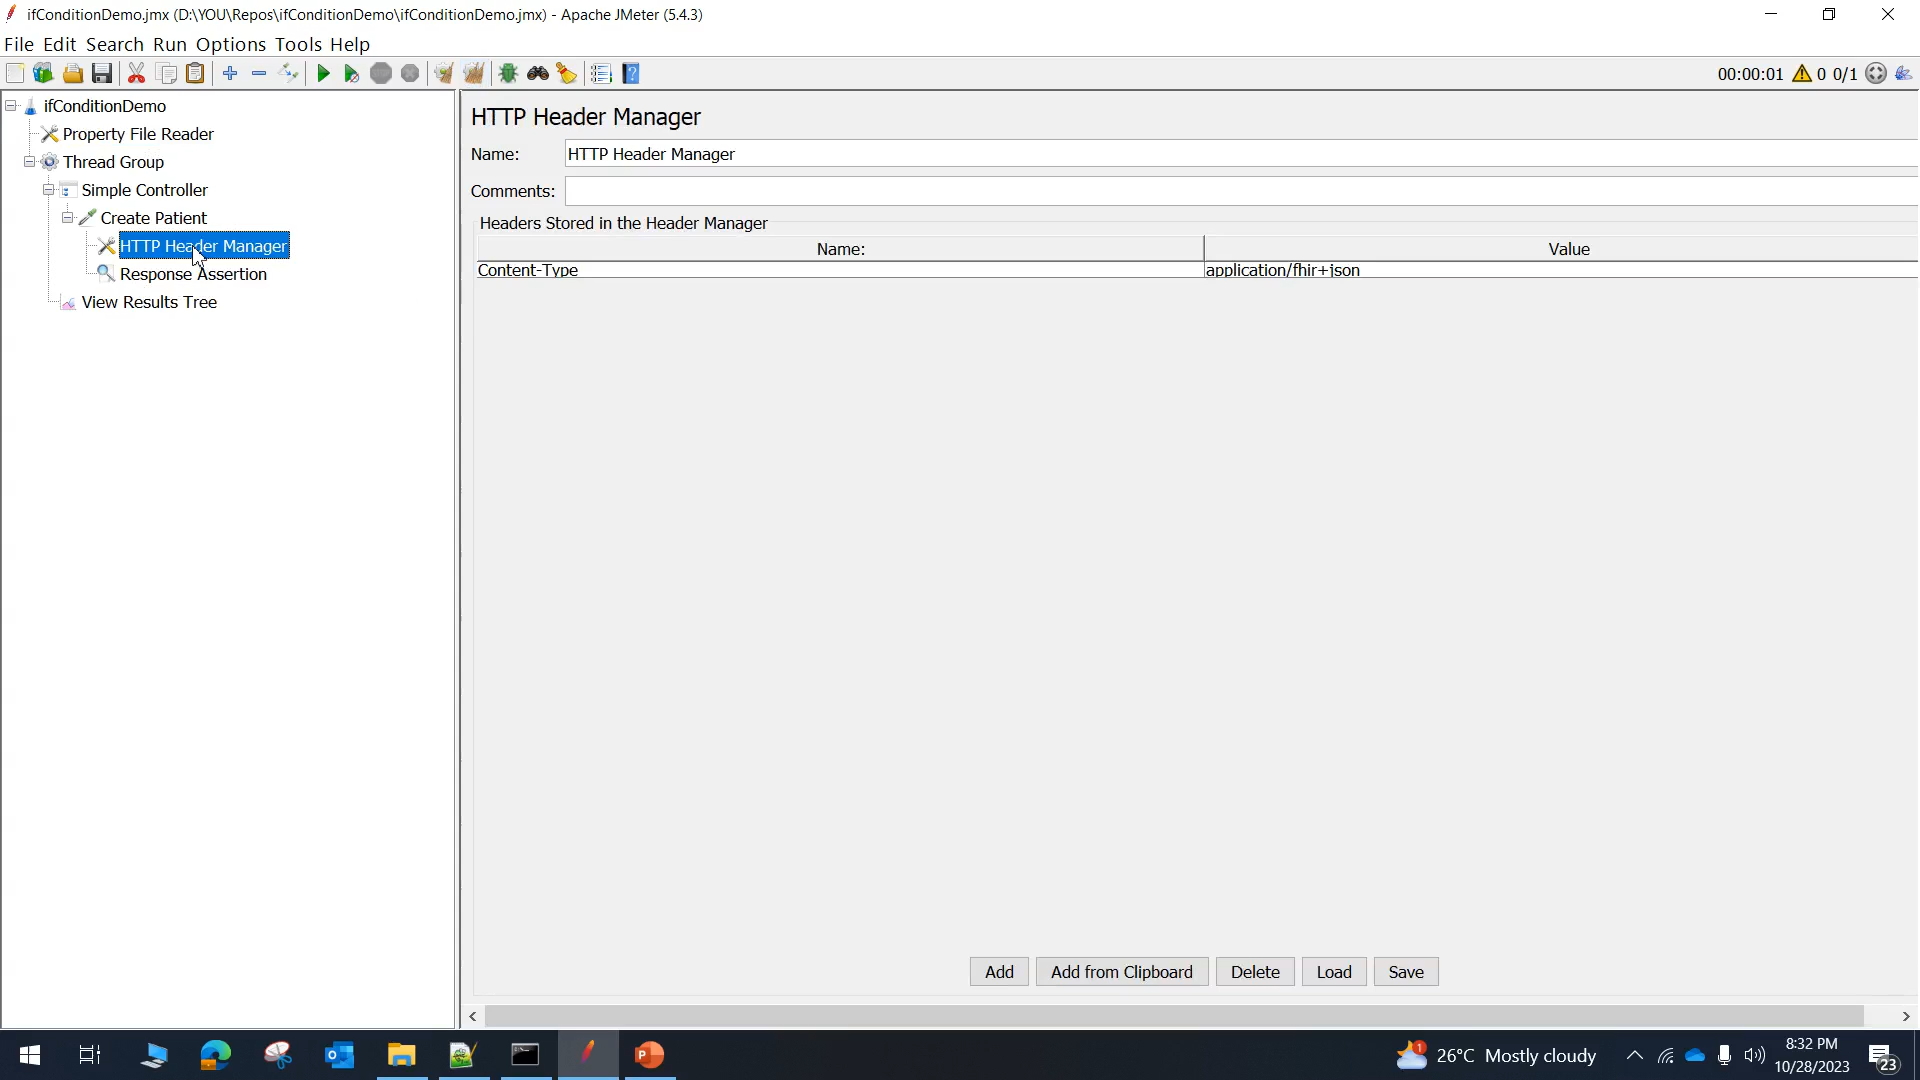 ifConditionDemo.jmx (D:\YOU\Repos\ifConditionDemo\ifConditionDemo.jmx) - Apache JMeter (5.4.3)
File Edit Search Run Options Tools Help
00:00:01 0 0/1
ifConditionDemo
Property File Reader
Thread Group
Simple Controller
Create Patient
HTTP Header Manager
Response Assertion
View Results Tree
HTTP Header Manager
Name: HTTP Header Manager
Comments:
Headers Stored in the Header Manager
Name: Value
Content-Type application/fhir+json
Add Add from Clipboard Delete Load Save
1 26°C Mostly cloudy
8:32 PM
10/28/2023
23